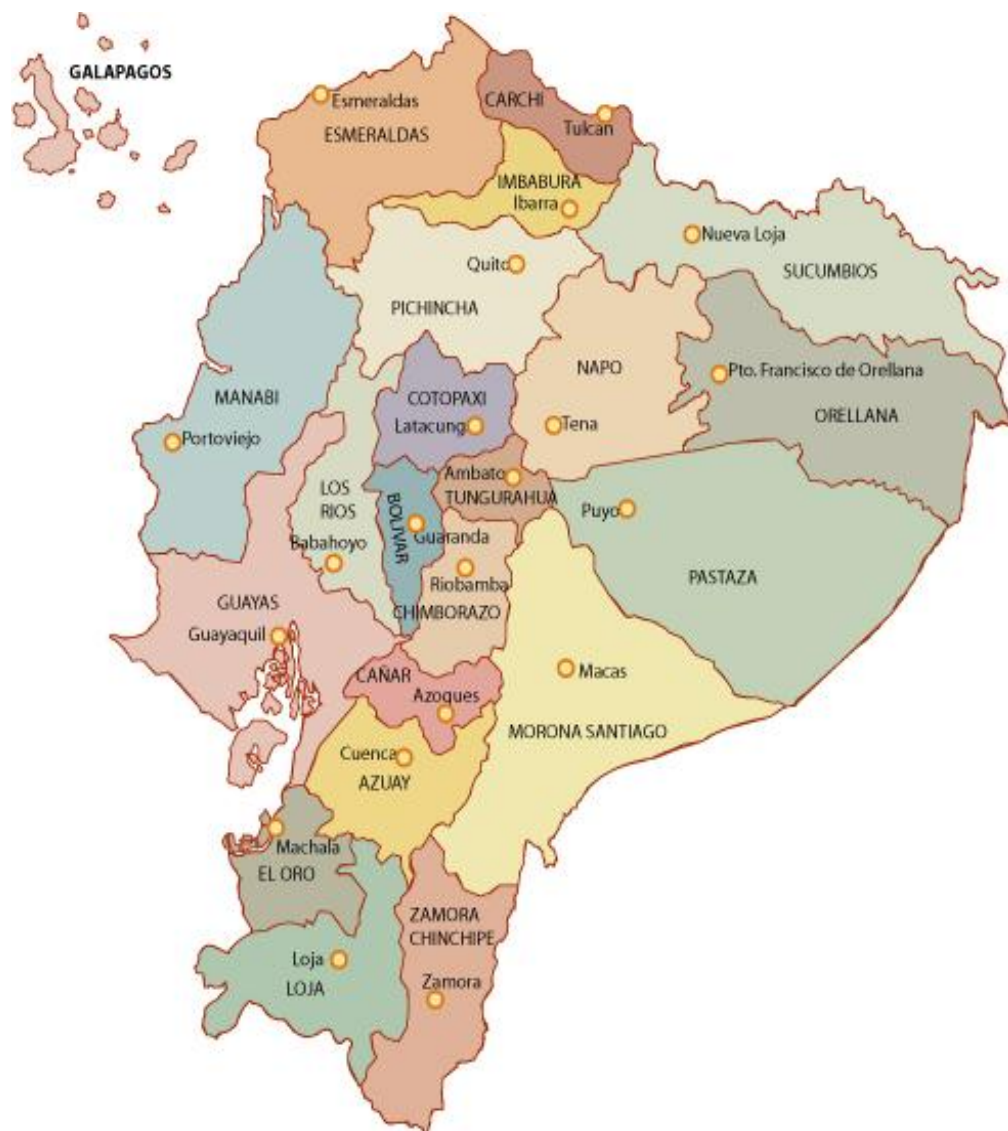 GALAPAGOS
Esmeraldas
ESMERALDAS
CARCHI
Tulcan
IMBABURA
Ibarra
Nueva Loja
SUCUMBIOS
Quito
PICHINCHA
NAPO
Pto. Francisco de Orellana
ORELLANA
MANABI
COTOPAXI
Portoviejo
Latacung
Tena
Ambato
TUNGURAHUA
LOS
RIOS
BOLIVAR
Puyo
Babahoyo
Guaranda
Riobamba
PASTAZA
GUAYAS
CHIMBORAZO
Guayaquil
CAÑAR
Macas
Azoques
MORONA SANTIAGO
Cuenca
AZUAY
Machala
EL ORO
ZAMORA
CHINCHIPE
Loja
LOJA
Zamora